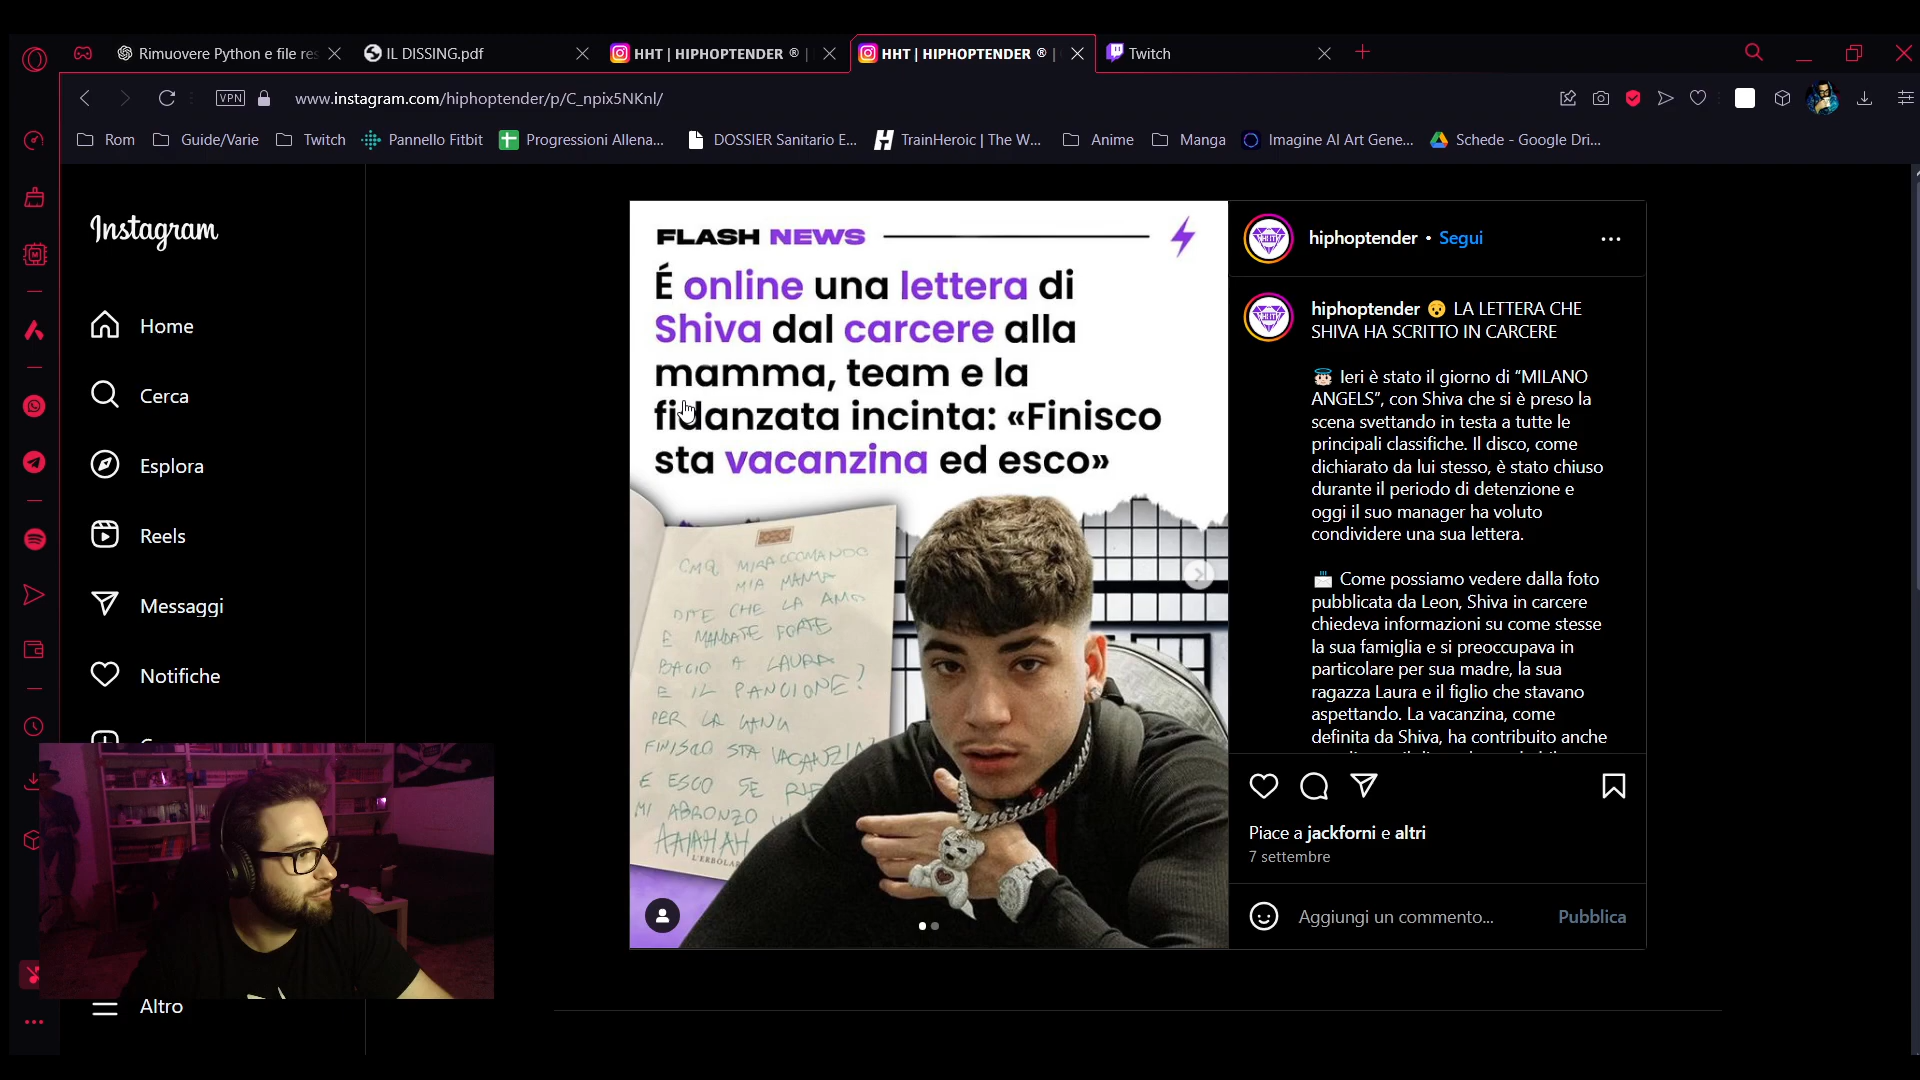 Rimuovere Python e file res
IL DISSING.pdf
HHT | HIPHOPTENDER ® |
HHT | HIPHOPTENDER ® |
Twitch
VPN
www.instagram.com/hiphoptender/p/C_npix5NKnl/
Rom
Guide/Varie
Twitch
Pannello Fitbit
Progressioni Allena...
DOSSIER Sanitario E...
TrainHeroic | The W...
Anime
Manga
Imagine AI Art Gene...
Schede - Google Dri...
Instagram
Home
Cerca
Esplora
Reels
Messaggi
Notifiche
Altro
FLASH NEWS
É online una lettera di
Shiva dal carcere alla
mamma, team e la
fidanzata incinta: «Finisco
sta vacanzina ed esco»
CMQ MI RACCOMANDO
MIA MAMMA
DITE CHE LA AMO
E MANDATE FORTE
BACIO A LAURA
E IL PANCIONE?
PER LA GANG
FINISCO STA VACANZINA
E ESCO SE
MI ABBRONZO
AHAHAH
L'ERBOLAR
hiphoptender • Segui
hiphoptender 😯 LA LETTERA CHE
SHIVA HA SCRITTO IN CARCERE
Ieri è stato il giorno di “MILANO
ANGELS”, con Shiva che si è preso la
scena svettando in testa a tutte le
principali classifiche. Il disco, come
dichiarato da lui stesso, è stato chiuso
durante il periodo di detenzione e
oggi il suo manager ha voluto
condividere una sua lettera.
Come possiamo vedere dalla foto
pubblicata da Leon, Shiva in carcere
chiedeva informazioni su come stesse
la sua famiglia e si preoccupava in
particolare per sua madre, la sua
ragazza Laura e il figlio che stavano
aspettando. La vacanzina, come
definita da Shiva, ha contribuito anche
Piace a jackforni e altri
7 settembre
Aggiungi un commento...
Pubblica